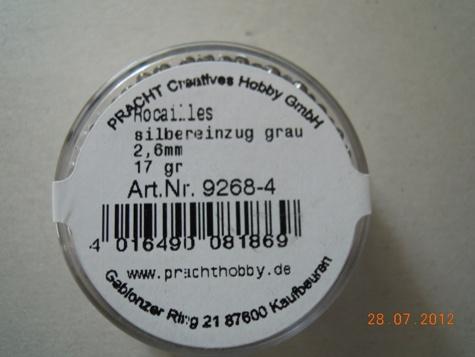 PRACHT Creatives Hobby GmbH
Rocailles
silbereinzug grau
2,6mm
17 gr
Art.Nr. 9268-4
4 016490 081869
www.prachthobby.de
Gablonzer Ring 21 87600 Kaufbeuren
28.07.2012